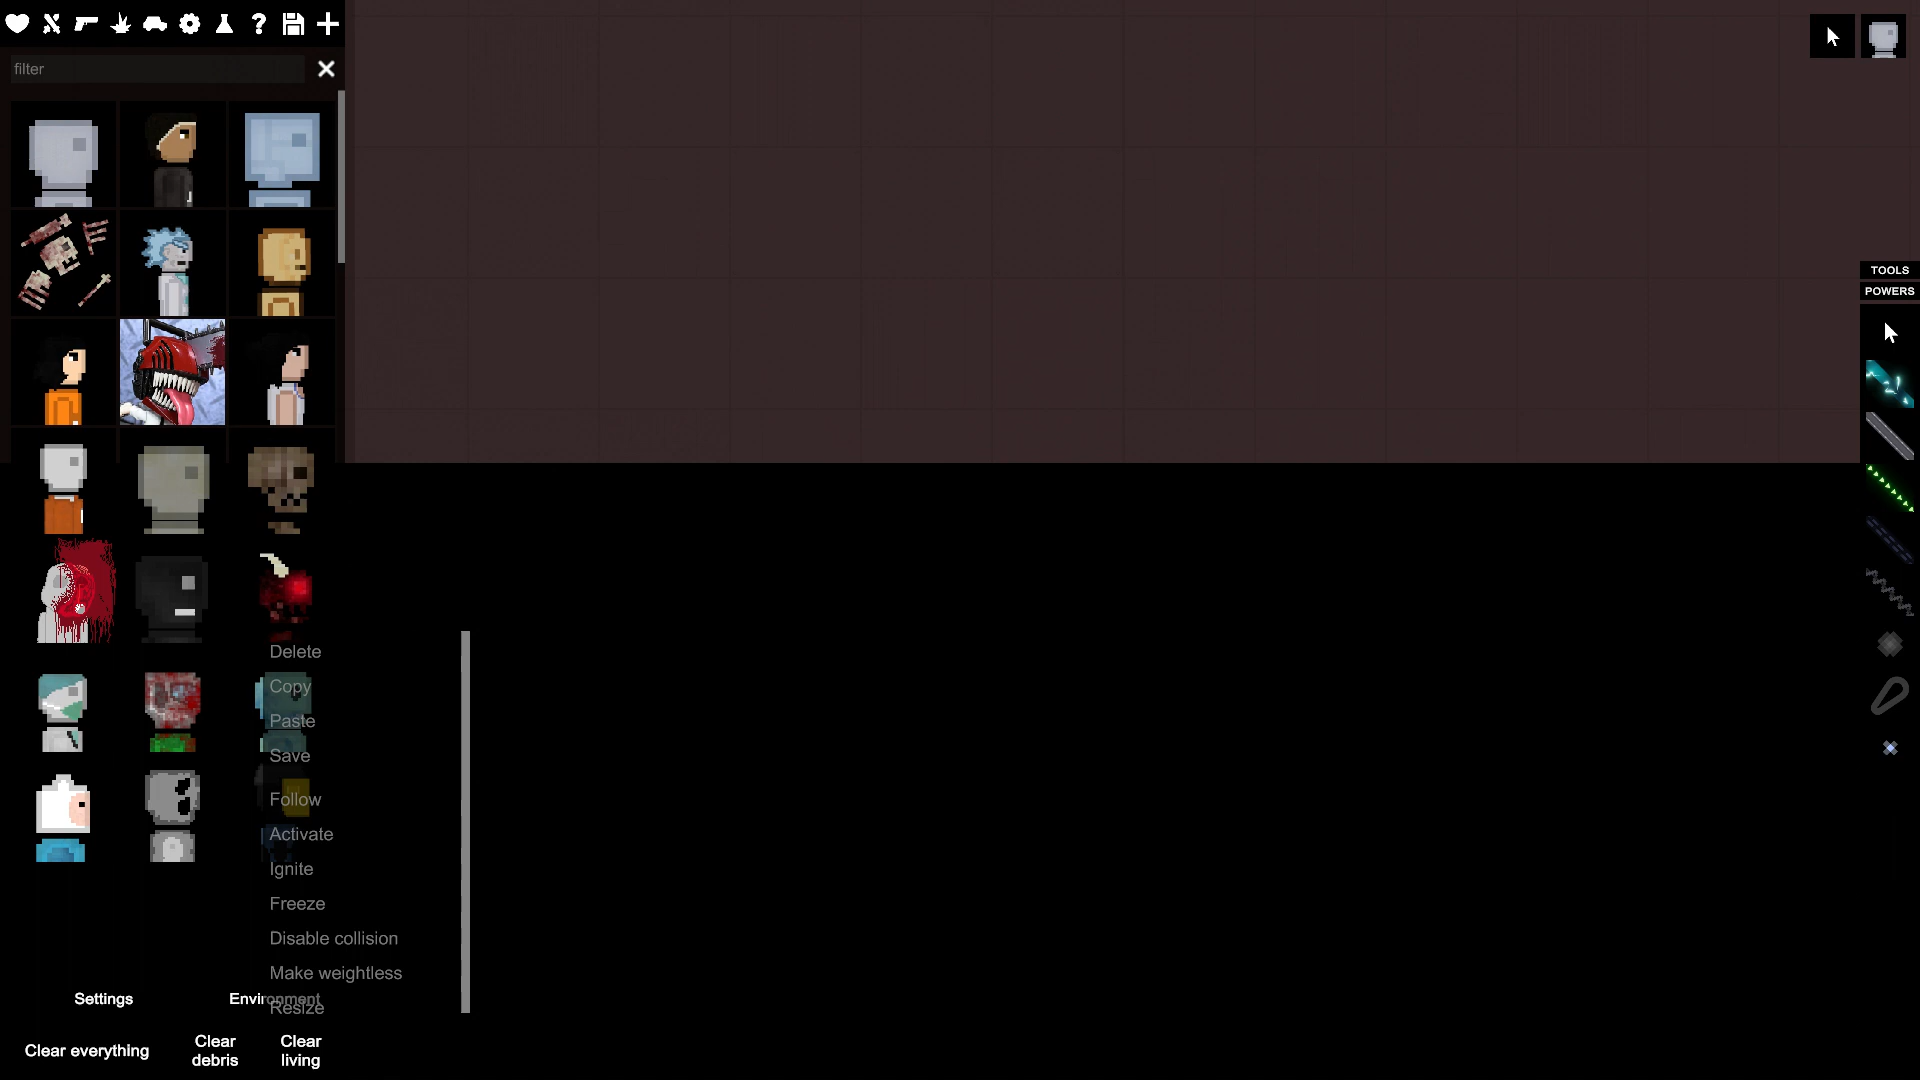 filter
TOOLS
POWERS
Delete
Copy
Paste
Save
Follow
Activate
Ignite
Freeze
Disable collision
Make weightless
Resize
Settings
Environment
Clear everything
Clear
debris
Clear
living